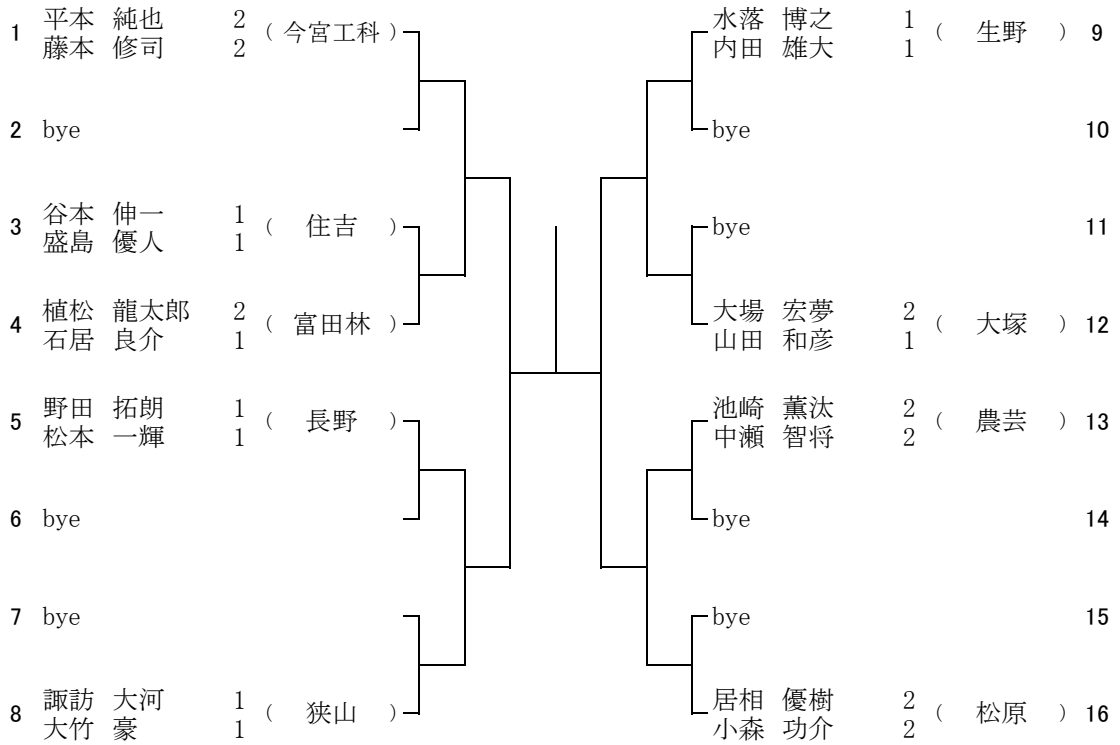 1 平本 純也 2 ( 今宮工科 )
藤本 修司 2
2 bye
3 谷本 伸一 1 ( 住吉 )
盛島 優人 1
4 植松 龍太郎 2 ( 富田林 )
石居 良介 1
5 野田 拓朗 1 ( 長野 )
松本 一輝 1
6 bye
7 bye
8 諏訪 大河 1 ( 狭山 )
大竹 豪 1
水落 博之 1 ( 生野 ) 9
内田 雄大 1
bye 10
bye 11
大場 宏夢 2 ( 大塚 ) 12
山田 和彦 1
池崎 薫汰 2 ( 農芸 ) 13
中瀬 智将 2
bye 14
bye 15
居相 優樹 2 ( 松原 ) 16
小森 功介 2